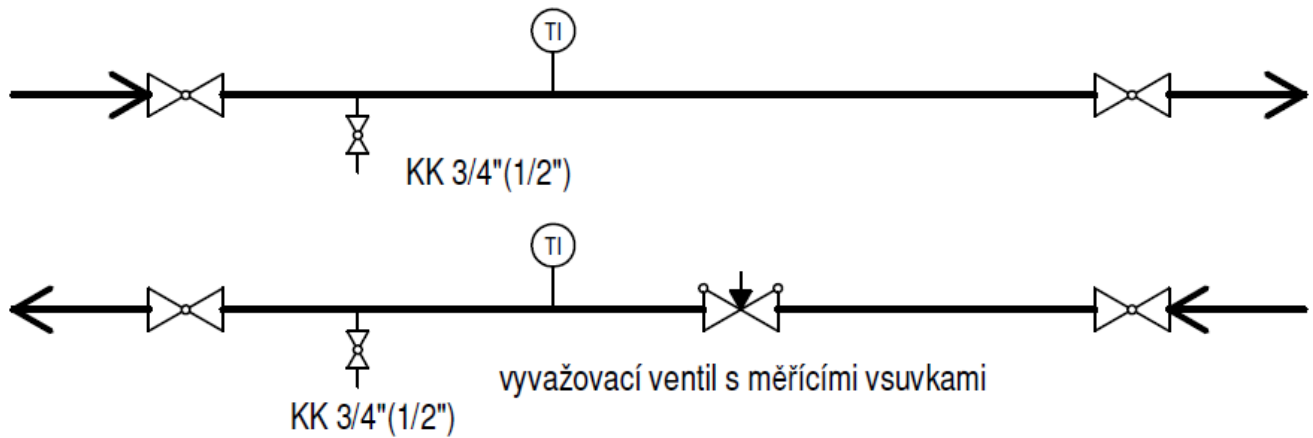 TI
KK 3/4"(1/2")
TI
vyvažovací ventil s měřícími vsuvkami
KK 3/4"(1/2")